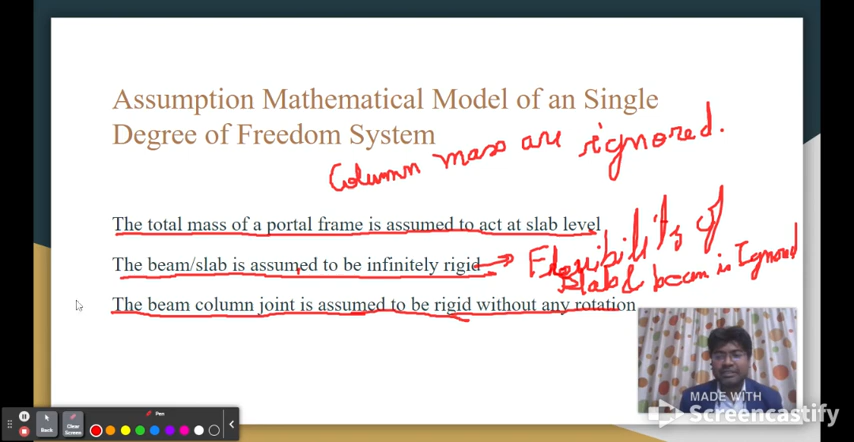 Assumption Mathematical Model of an Single
Degree of Freedom System
Column mass are ignored.
The total mass of a portal frame is assumed to act at slab level
The beam/slab is assumed to be infinitely rigid
Flexibility of
Slab & beam is Ignored
The beam column joint is assumed to be rigid without any rotation
MADE WITH
Screencastify
Pen
Back
Clear
Screen